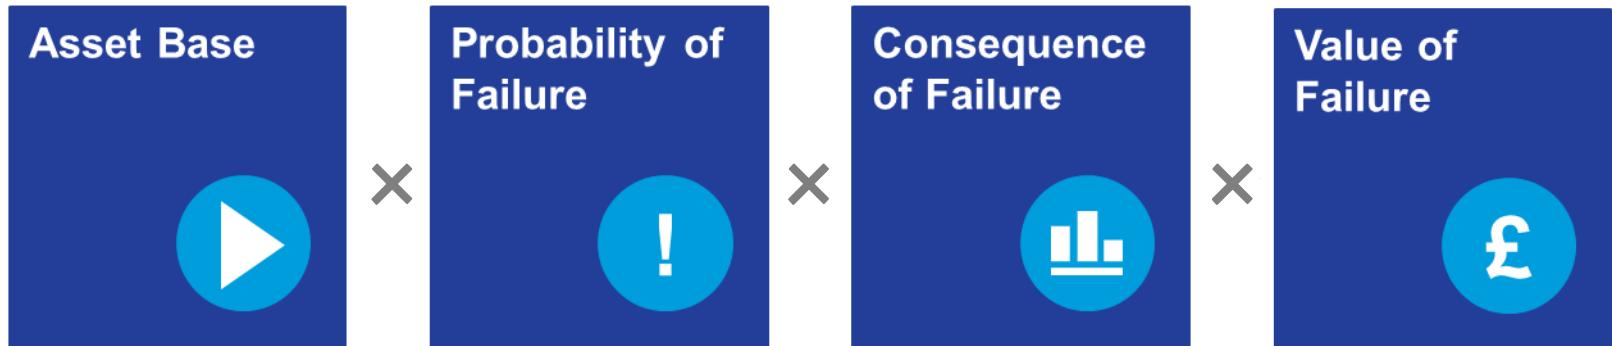 Asset Base
Probability of
Failure
Consequence
of Failure
Value of
Failure
!
£